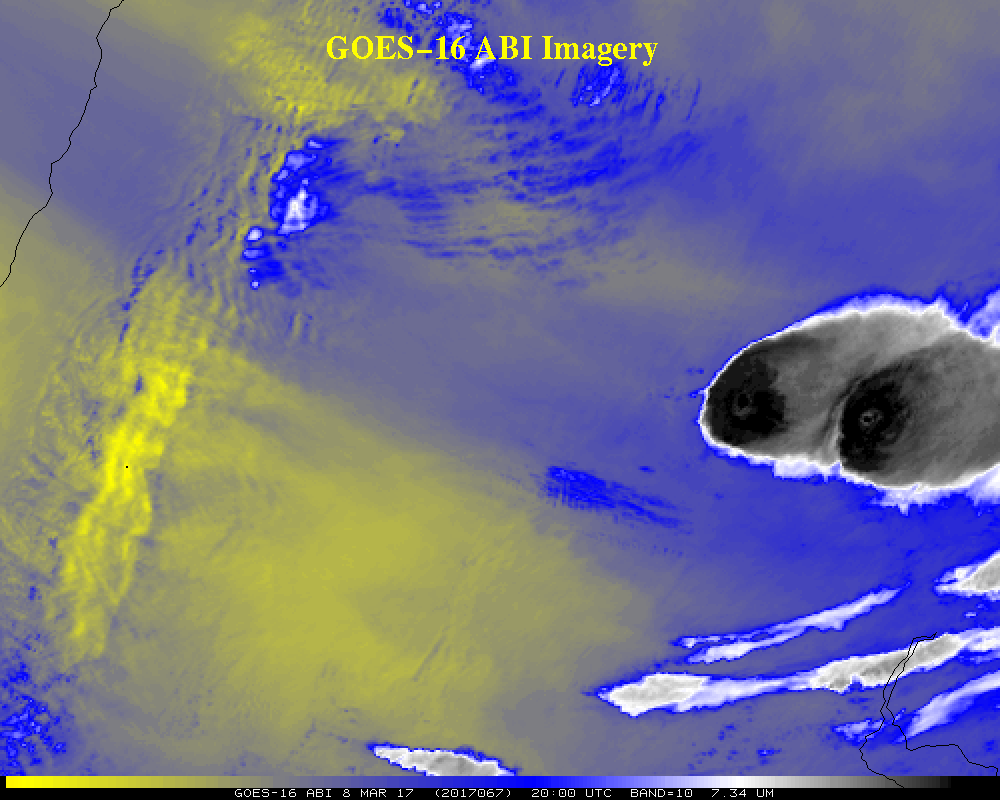 GOES-16 ABI Imagery
GOES-16 ABI 8 MAR 17 (2017067) 20:00 UTC BAND=10 7.34 UM